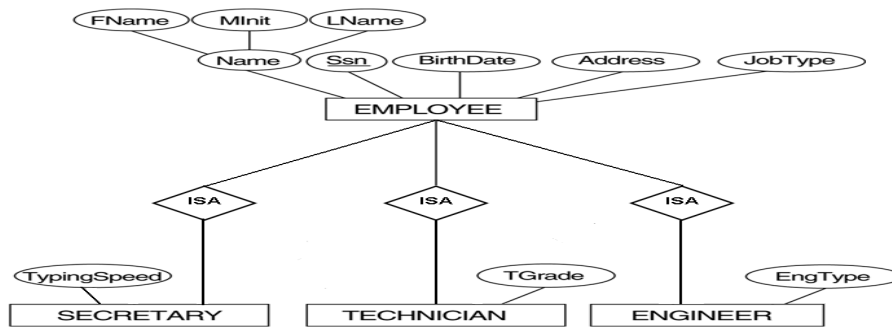 FName MInit LName
Name Ssn BirthDate Address JobType
EMPLOYEE
ISA ISA ISA
TypingSpeed TGrade EngType
SECRETARY TECHNICIAN ENGINEER